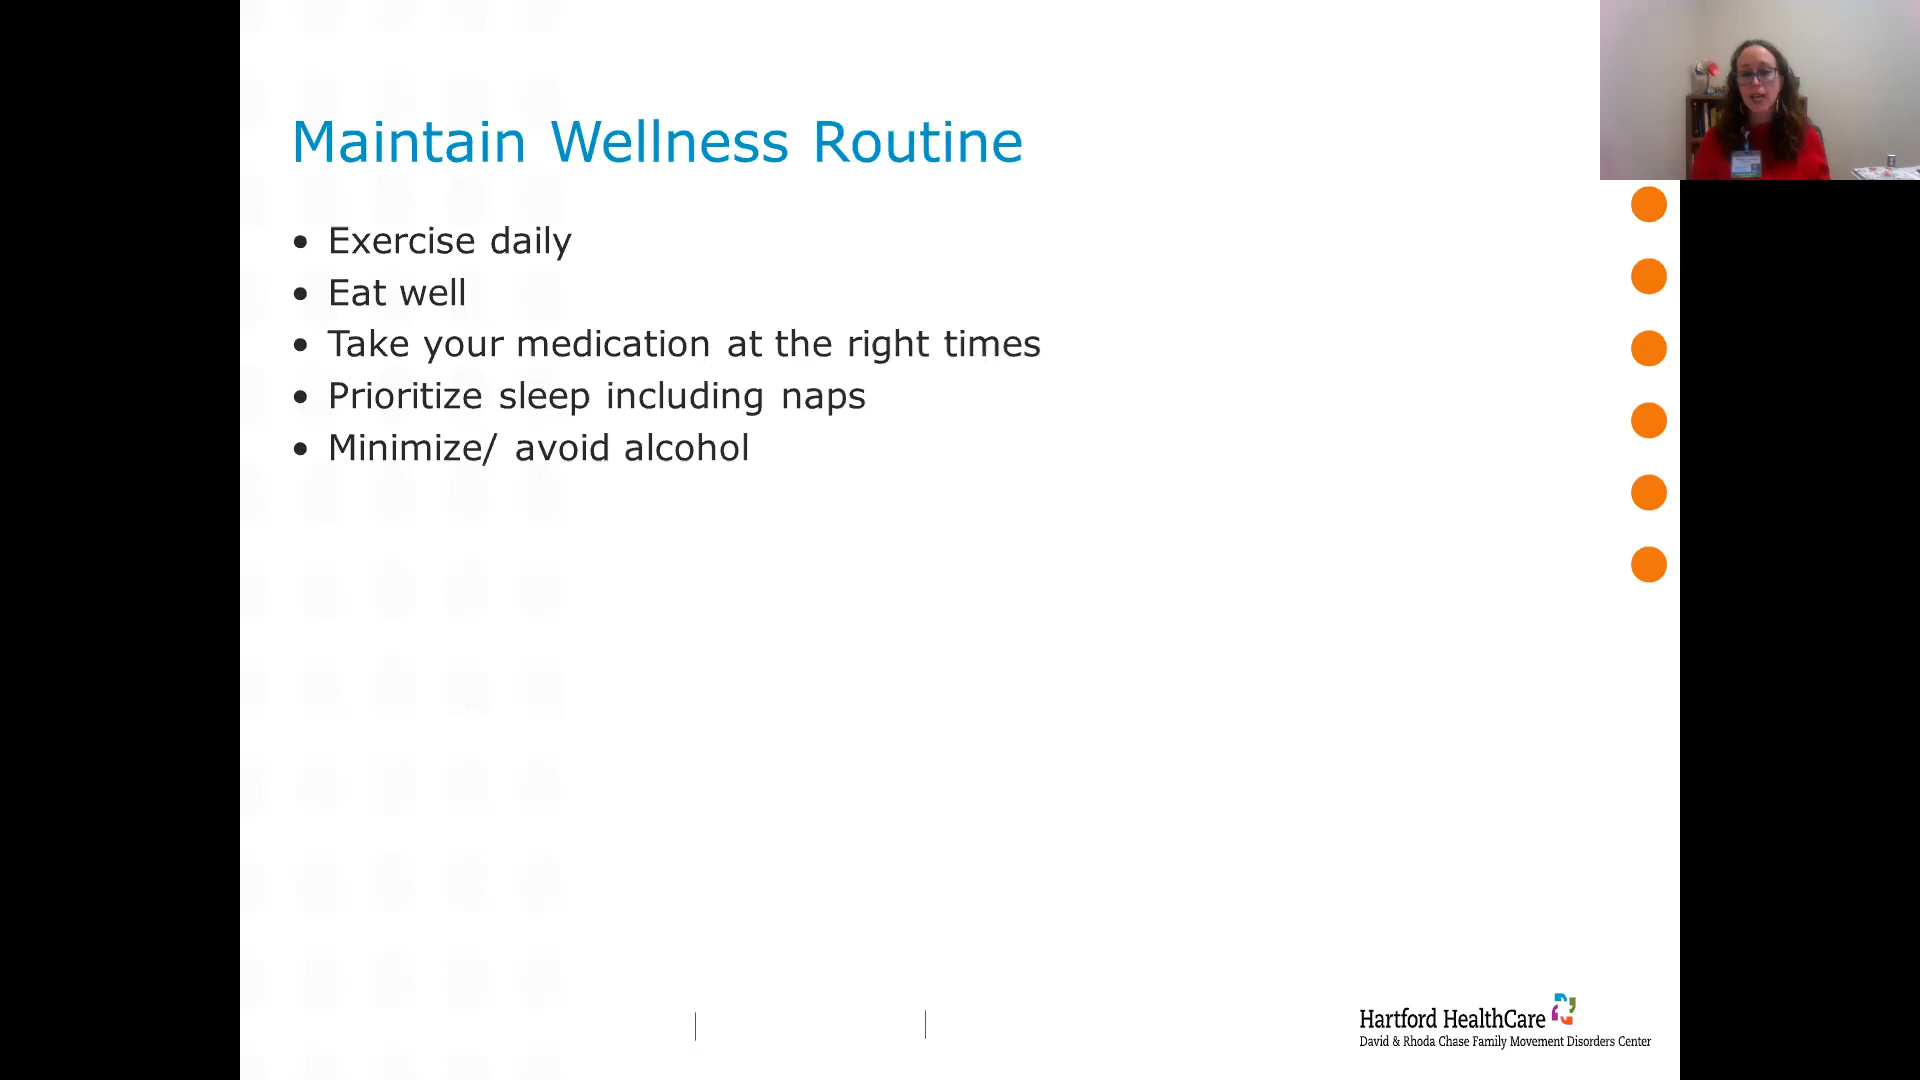 Maintain Wellness Routine
• Exercise daily
• Eat well
• Take your medication at the right times
• Prioritize sleep including naps
• Minimize/ avoid alcohol
Hartford HealthCare
David & Rhoda Chase Family Movement Disorders Center